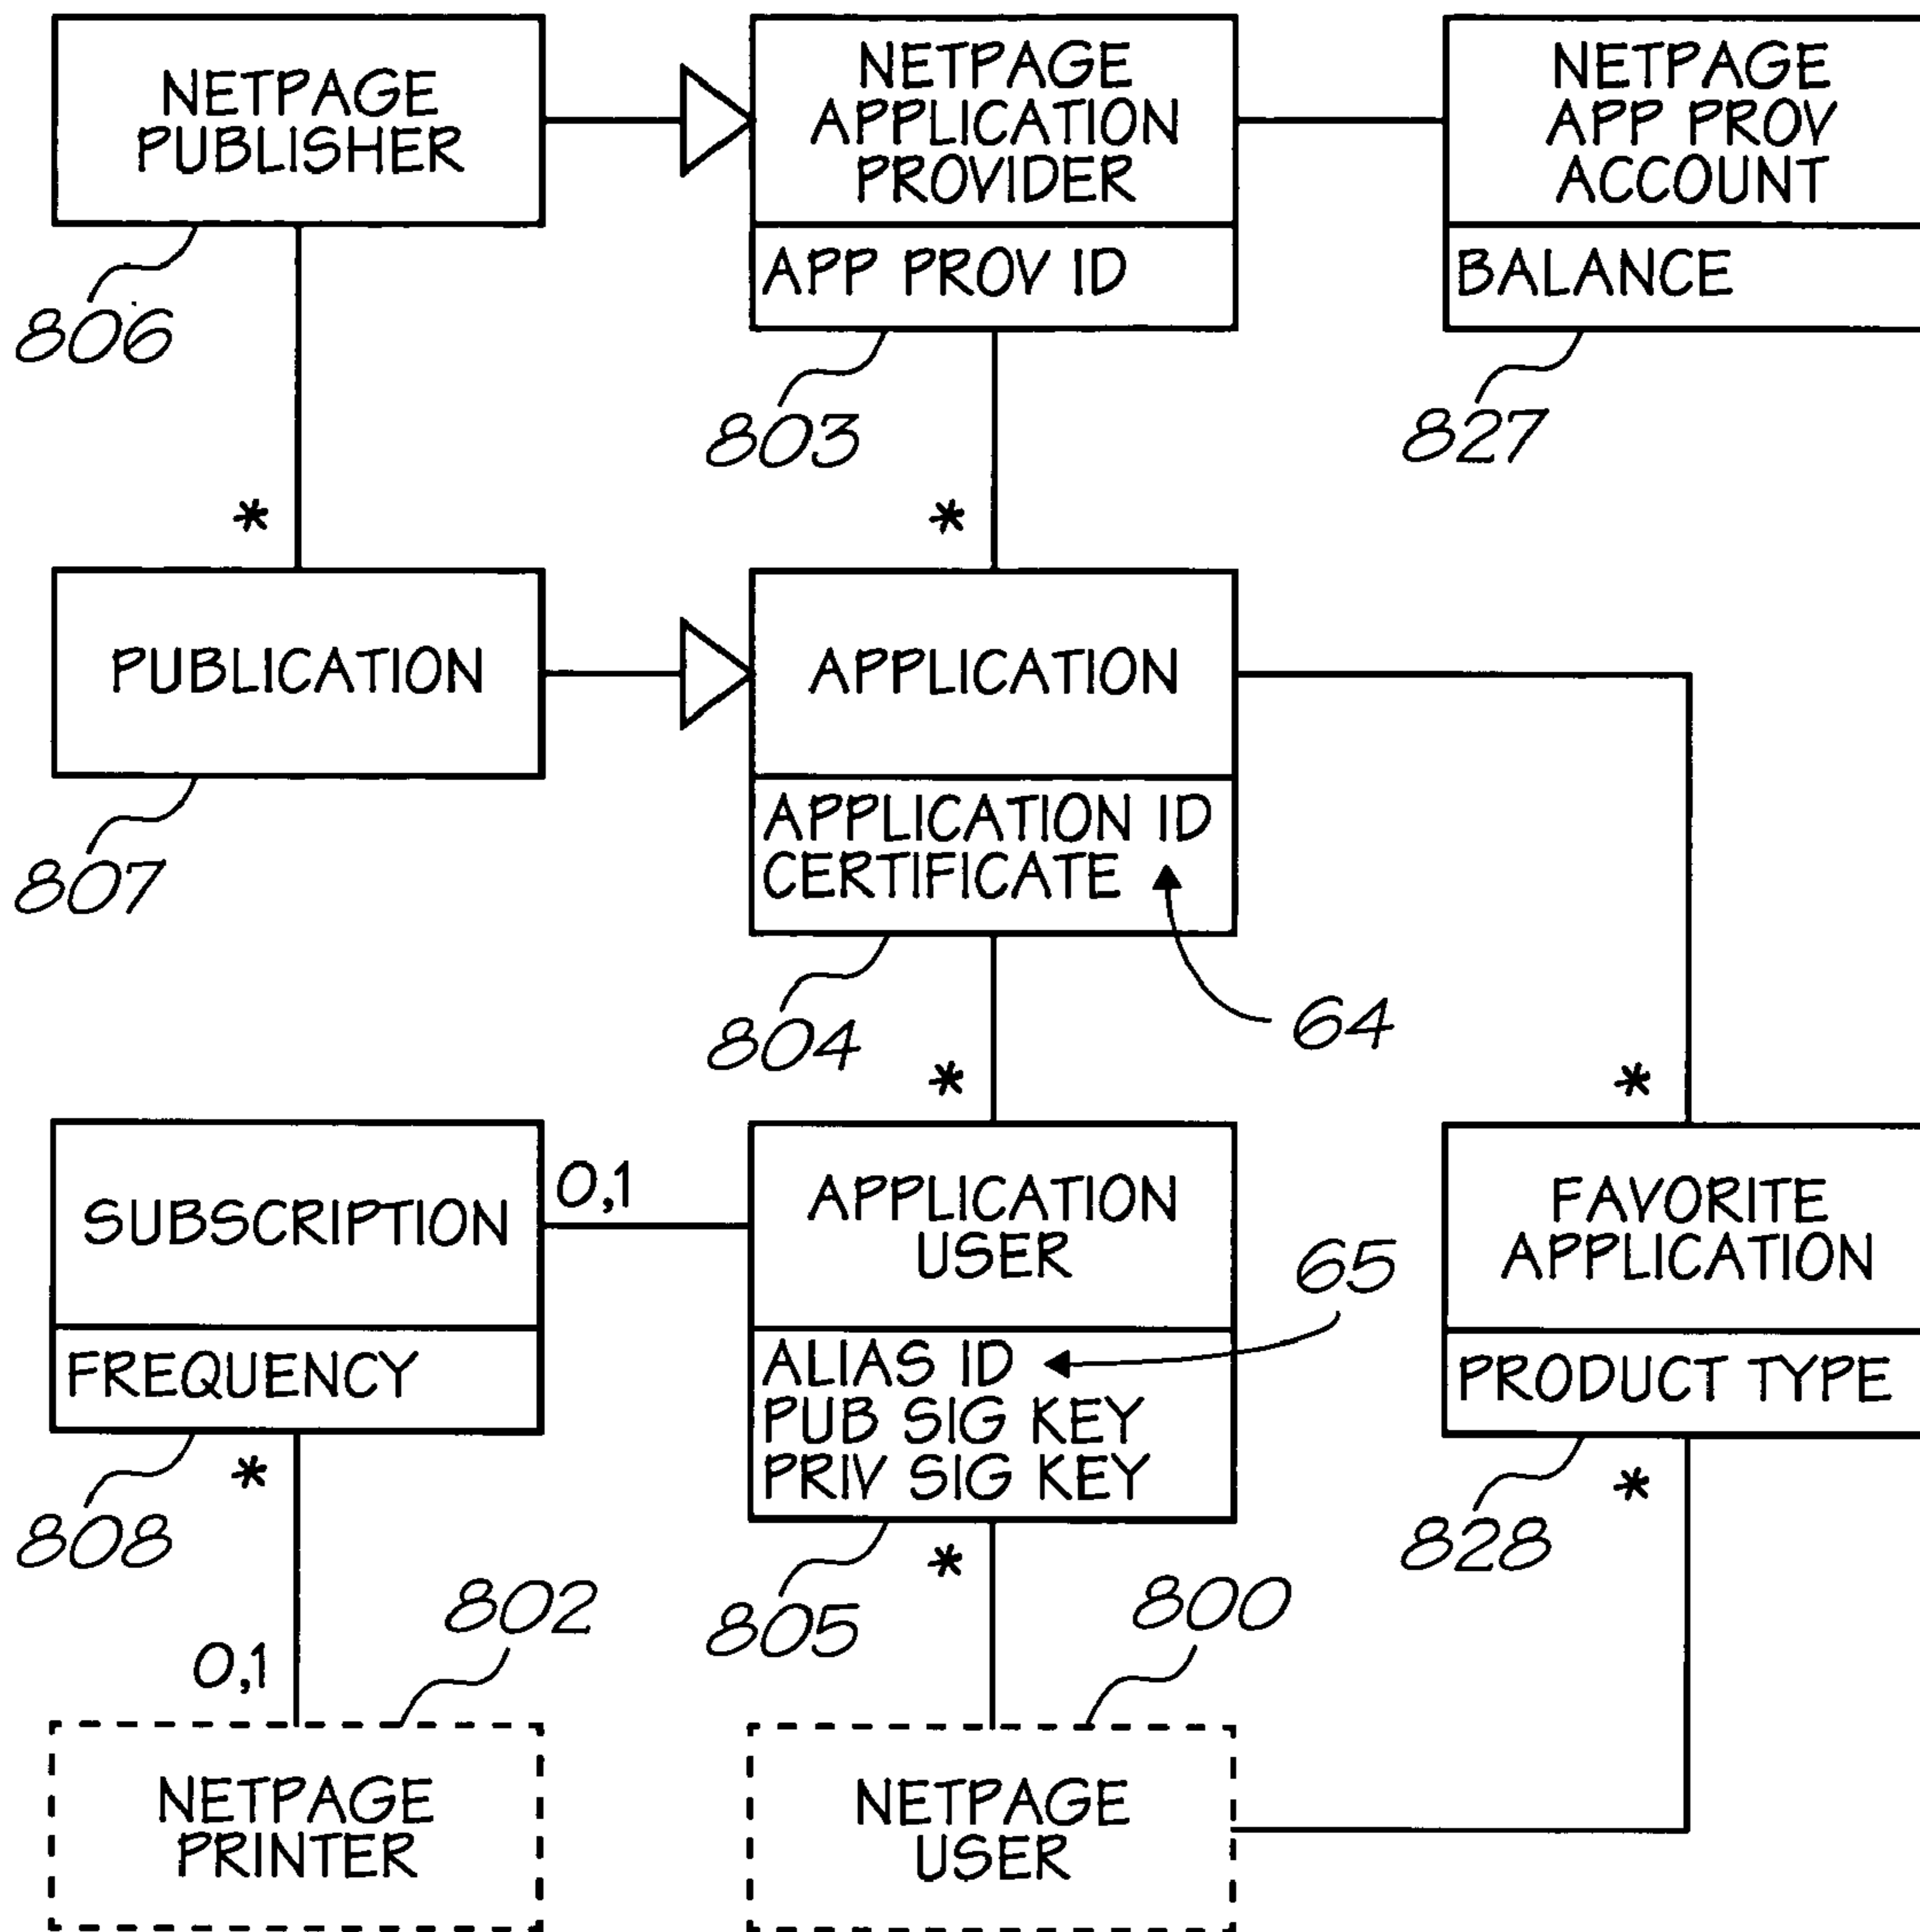 NETPAGE
PUBLISHER
NETPAGE
APPLICATION
PROVIDER
NETPAGE
APP PROV
ACCOUNT
APP PROV ID
BALANCE
806
803
827
*
*
PUBLICATION
APPLICATION
APPLICATION ID
CERTIFICATE
807
804
64
*
*
SUBSCRIPTION
0,1
APPLICATION
USER
FAVORITE
APPLICATION
65
FREQUENCY
ALIAS ID
PUB SIG KEY
PRIV SIG KEY
PRODUCT TYPE
808
*
805
*
828
*
0,1
802
800
NETPAGE
PRINTER
NETPAGE
USER